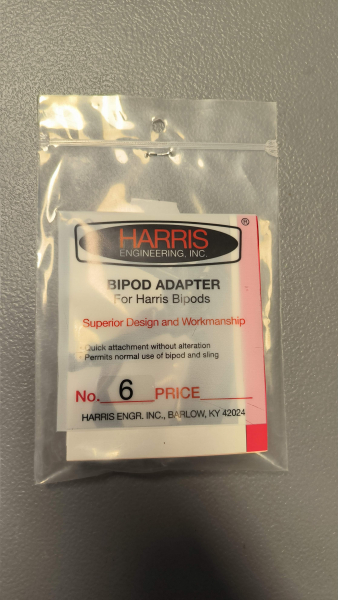 HARRIS ®
ENGINEERING, INC.
BIPOD ADAPTER
For Harris Bipods
Superior Design and Workmanship
Quick attachment without alteration
Permits normal use of bipod and sling
No. 6 PRICE
HARRIS ENGR. INC., BARLOW, KY 42024